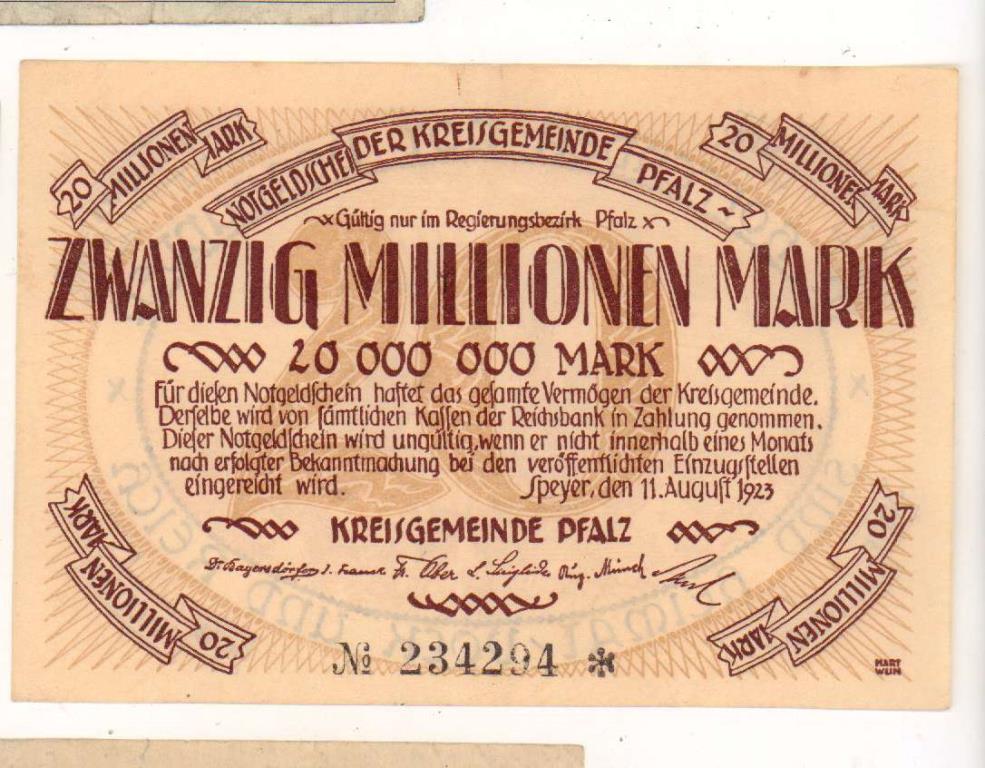 20 MILLIONEN MARK
20 MILLIONEN MARK
NOTGELDSCHEIN DER KREISGEMEINDE PFALZ
Gültig nur im Regierungsbezirk Pfalz
ZWANZIG MILLIONEN MARK
20 000 000 MARK
Für dieſen Notgeldſchein haftet das geſamte Vermögen der Kreisgemeinde.
Derſelbe wird von ſämtlichen Kaſſen der Reichsbank in Zahlung genommen.
Dieſer Notgeldſchein wird ungültig, wenn er nicht innerhalb eines Monats
nach erfolgter Bekanntmachung bei den veröffentlichten Einzugsſtellen
eingereicht wird. Speyer, den 11. Auguſt 1923
KREISGEMEINDE PFALZ
Dr. Bayersdörfer J. Münch
20 MILLIONEN MARK
20 MILLIONEN MARK
№ 234294 *
HART
WUN